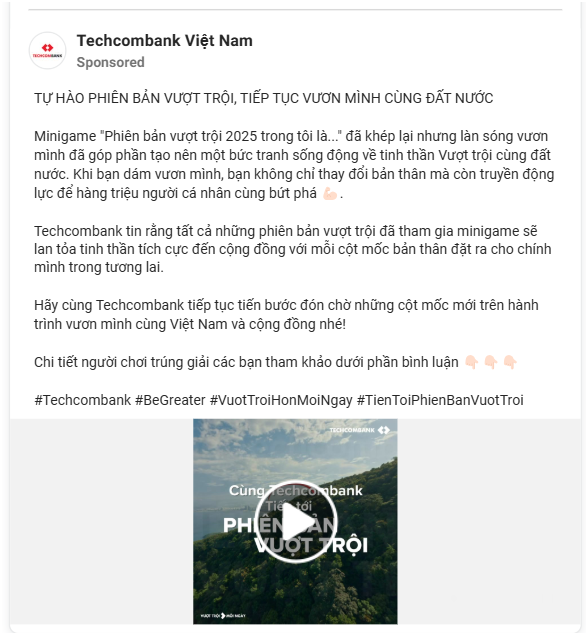 Techcombank Việt Nam
Sponsored
TỰ HÀO PHIÊN BẢN VƯỢT TRỘI, TIẾP TỤC VƯƠN MÌNH CÙNG ĐẤT NƯỚC
Minigame "Phiên bản vượt trội 2025 trong tôi là..." đã khép lại nhưng làn sóng vươn
mình đã góp phần tạo nên một bức tranh sống động về tinh thần Vượt trội cùng đất
nước. Khi bạn dám vươn mình, bạn không chỉ thay đổi bản thân mà còn truyền động
lực để hàng triệu người cá nhân cùng bứt phá 💪🏻.
Techcombank tin rằng tất cả những phiên bản vượt trội đã tham gia minigame sẽ
lan tỏa tinh thần tích cực đến cộng đồng với mỗi cột mốc bản thân đặt ra cho chính
mình trong tương lai.
Hãy cùng Techcombank tiếp tục tiến bước đón chờ những cột mốc mới trên hành
trình vươn mình cùng Việt Nam và cộng đồng nhé!
Chi tiết người chơi trúng giải các bạn tham khảo dưới phần bình luận 👇🏻👇🏻👇🏻
#Techcombank #BeGreater #VuotTroiHonMoiNgay #TienToiPhienBanVuotTroi
TECHCOMBANK
Cùng Techcombank
Tiến tới
PHIÊN BẢN
VƯỢT TRỘI
VƯỢT TRỘI MỖI NGÀY